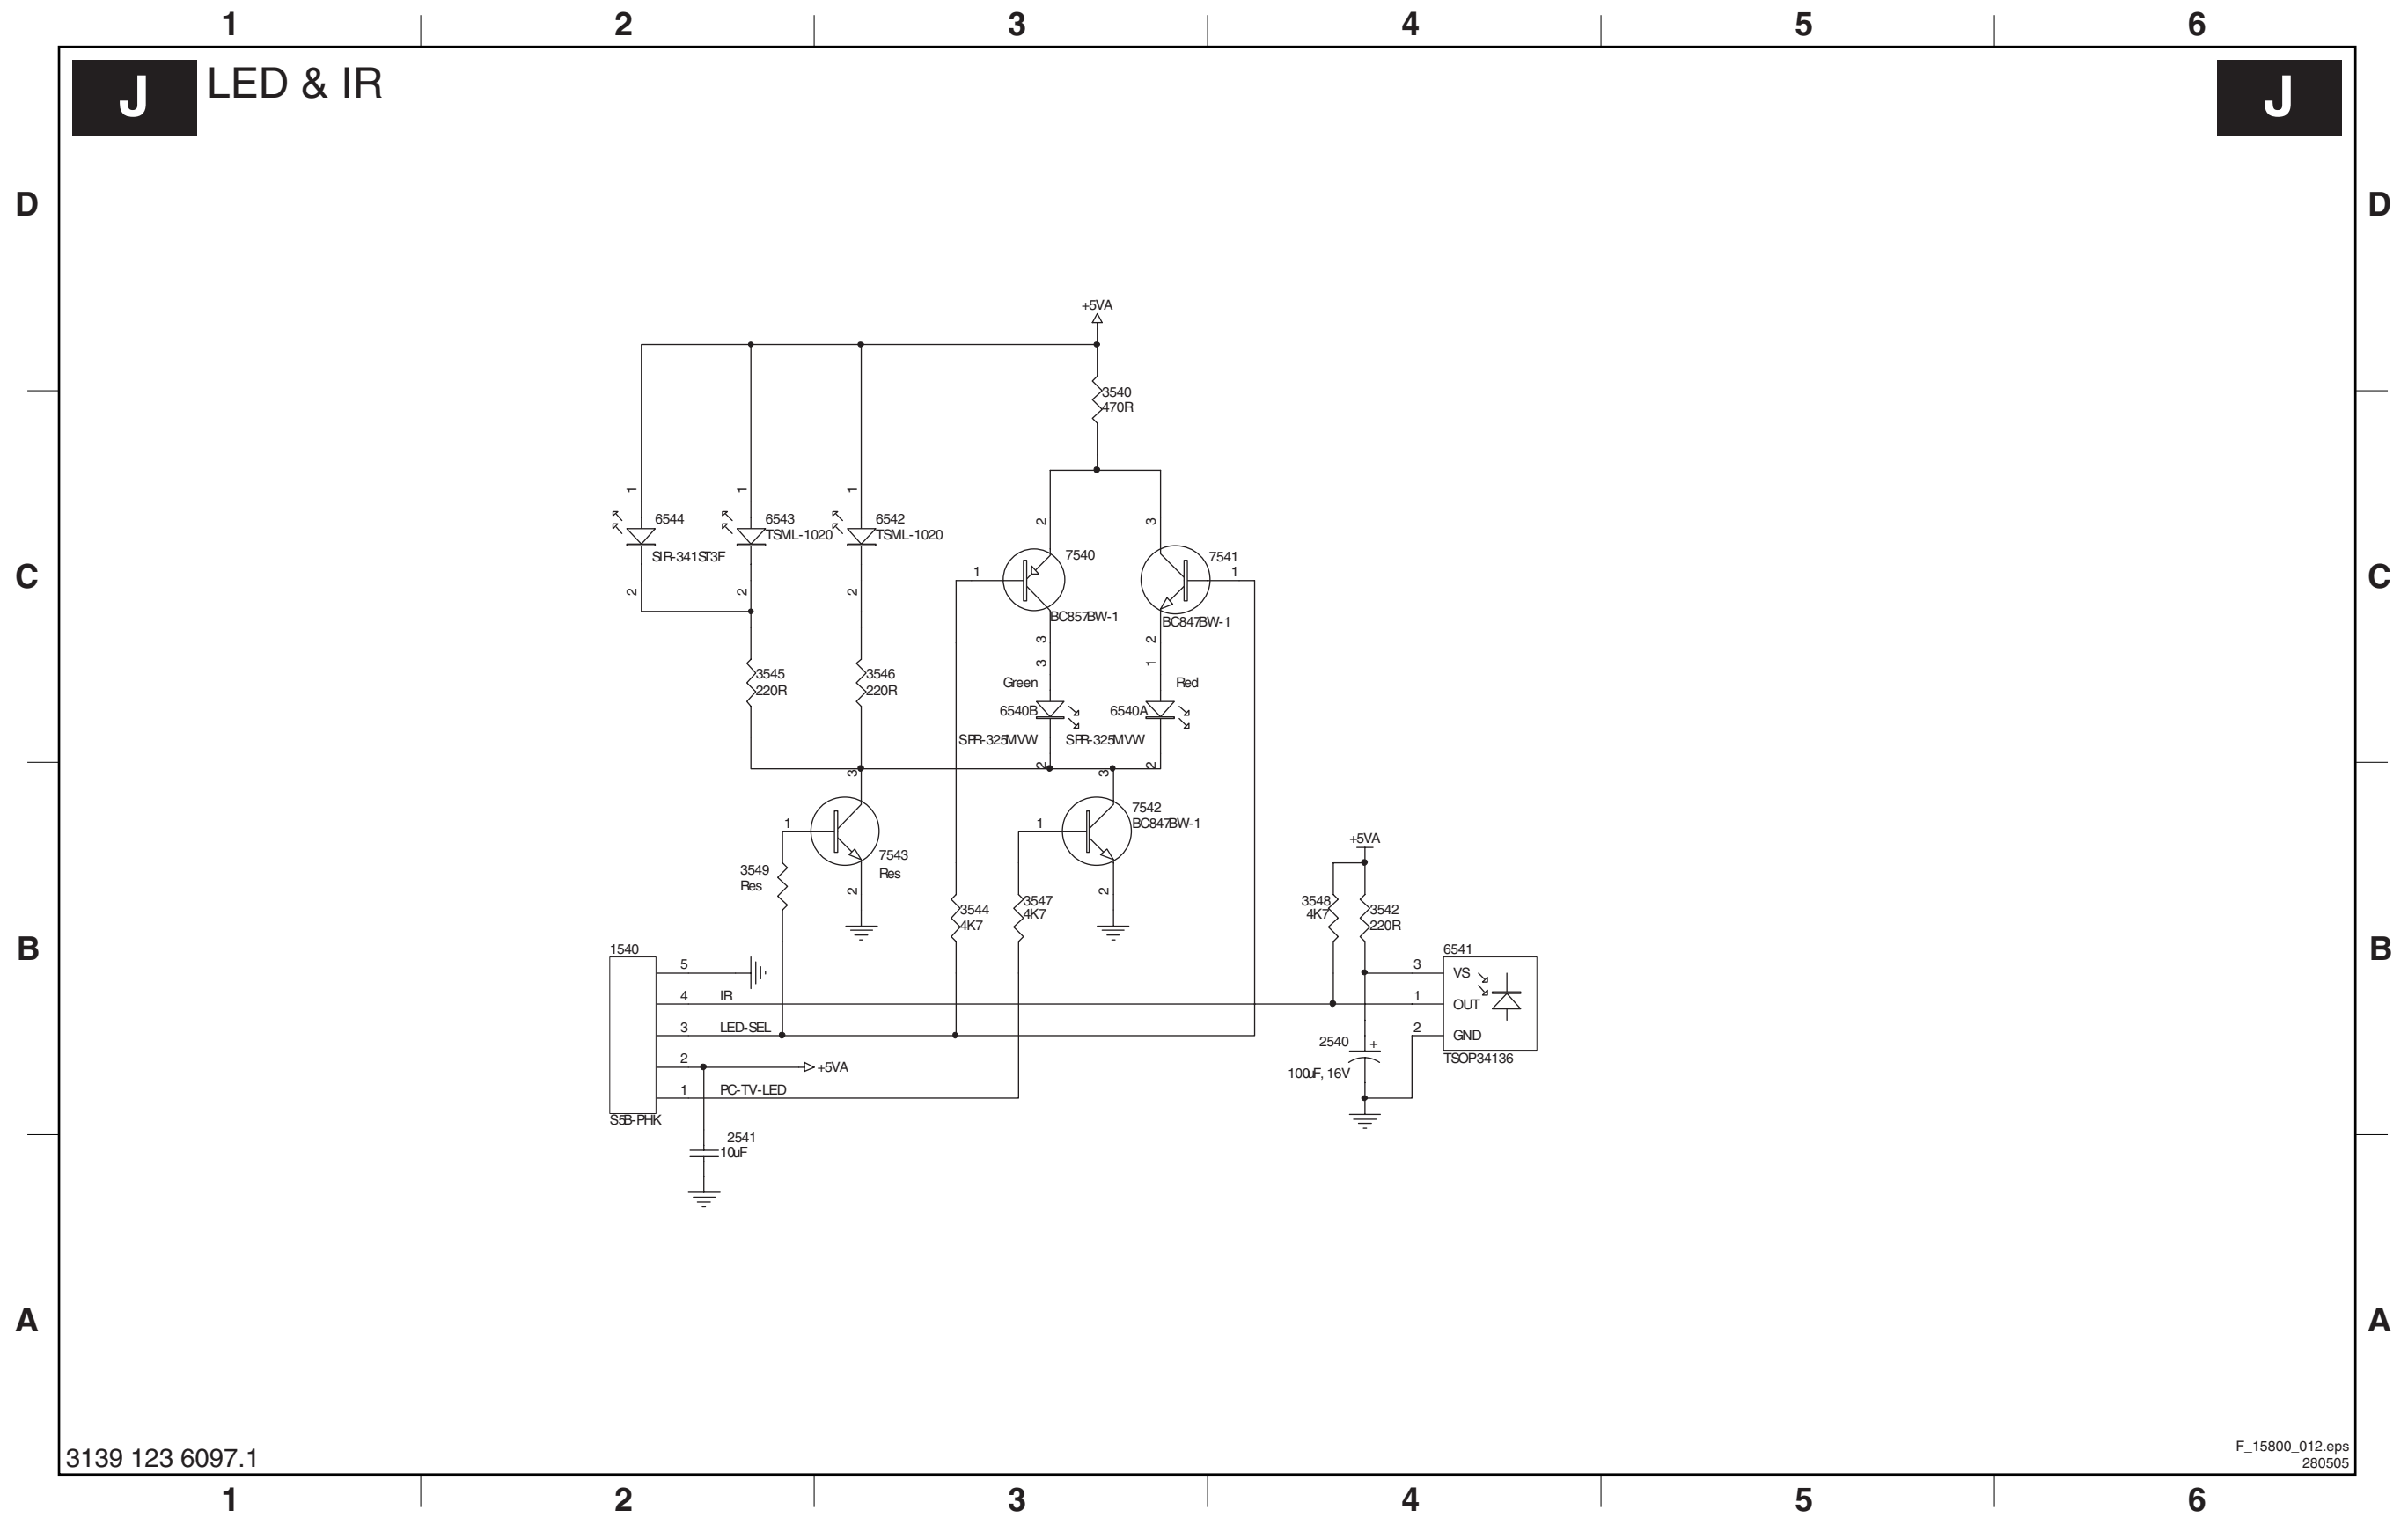 1 2 3 4 5 6
J LED & IR J
D D
+5VA
3540
470R
1 1 1
2 3
6544 6543 6542
TSML-1020 TSML-1020
SIR-341ST3F
7540 7541
C C
1 1
2 2 2
BC857BW-1 BC847BW-1
3 2
3 1
3545 3546
220R 220R
Green Red
6540B 6540A
SPR-325MVW SPR-325MVW
2 2
3 3
7542
BC847BW-1
1 1
+5VA
7543
Res
3549
Res
2 2
3544 3547 3548 3542
4K7 4K7 4K7 220R
B B
1540 6541
5 3 VS
4 IR 1 OUT
3 LED-SEL 2 GND
2540 +
2 +5VA TSOP34136
100uF, 16V
1 PC-TV-LED
S5B-PHK
2541
10uF
A A
3139 123 6097.1
F_15800_012.eps
280505
1 2 3 4 5 6